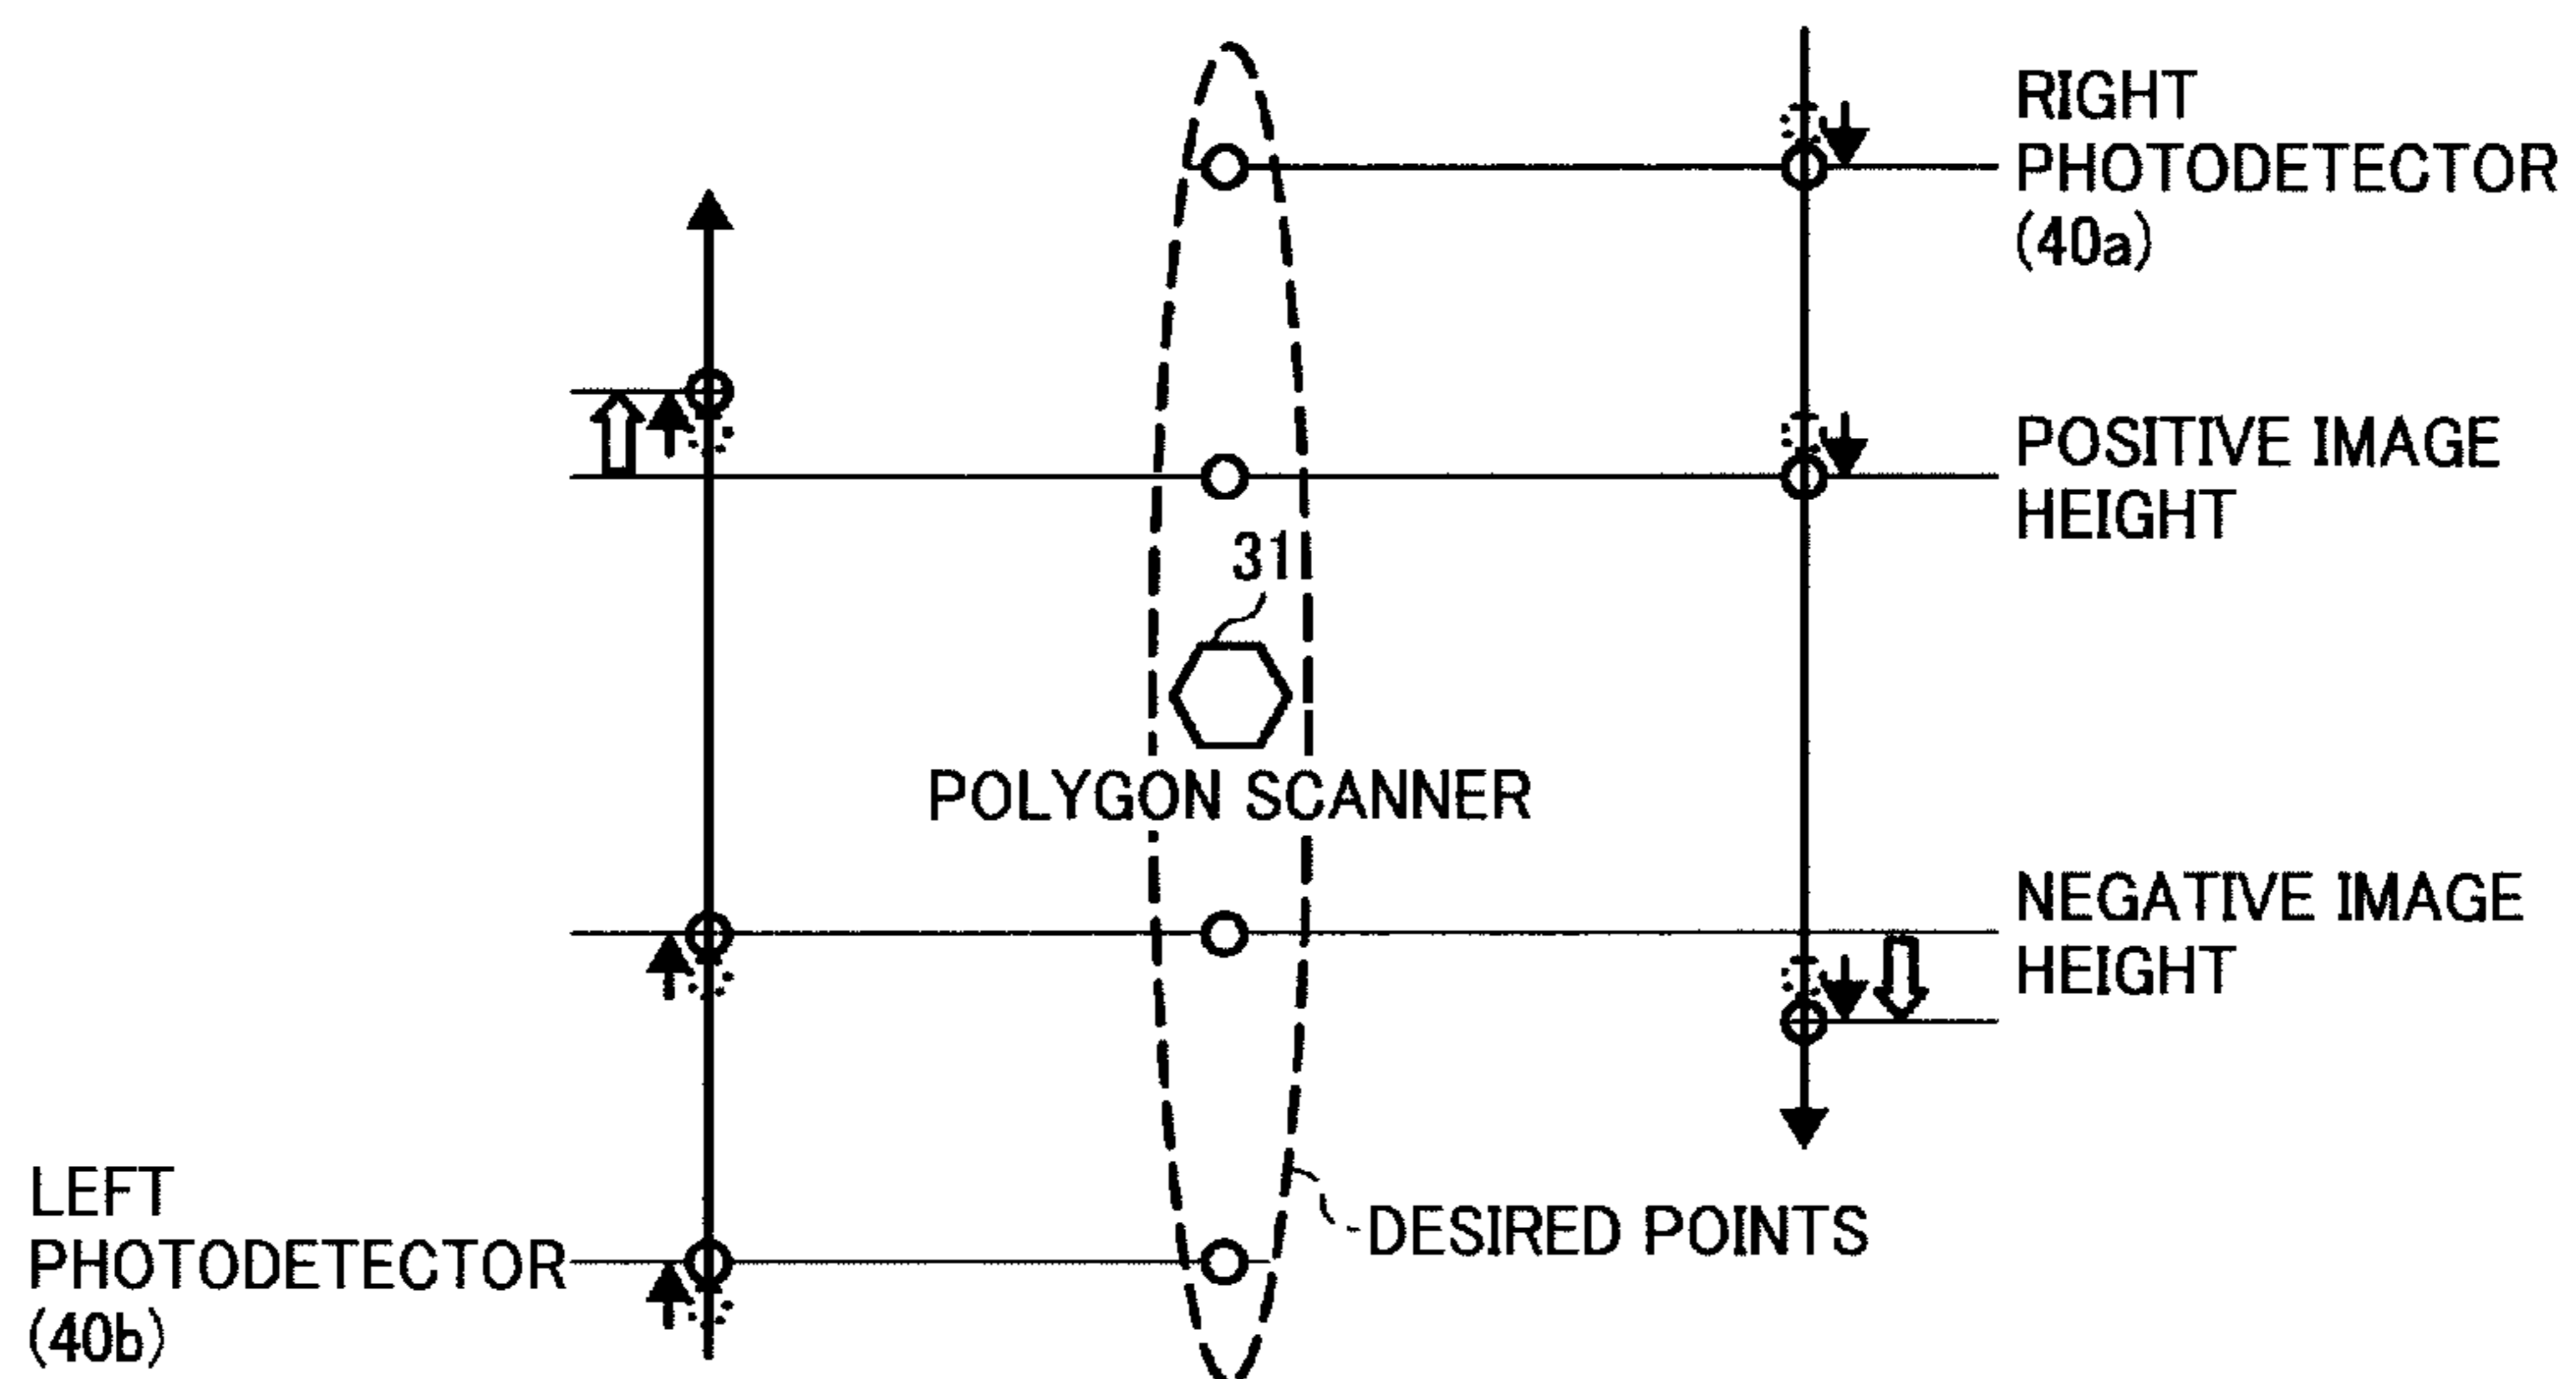 RIGHT
PHOTODETECTOR
(40a)
POSITIVE IMAGE
HEIGHT
31
POLYGON SCANNER
NEGATIVE IMAGE
HEIGHT
LEFT
PHOTODETECTOR
(40b)
DESIRED POINTS